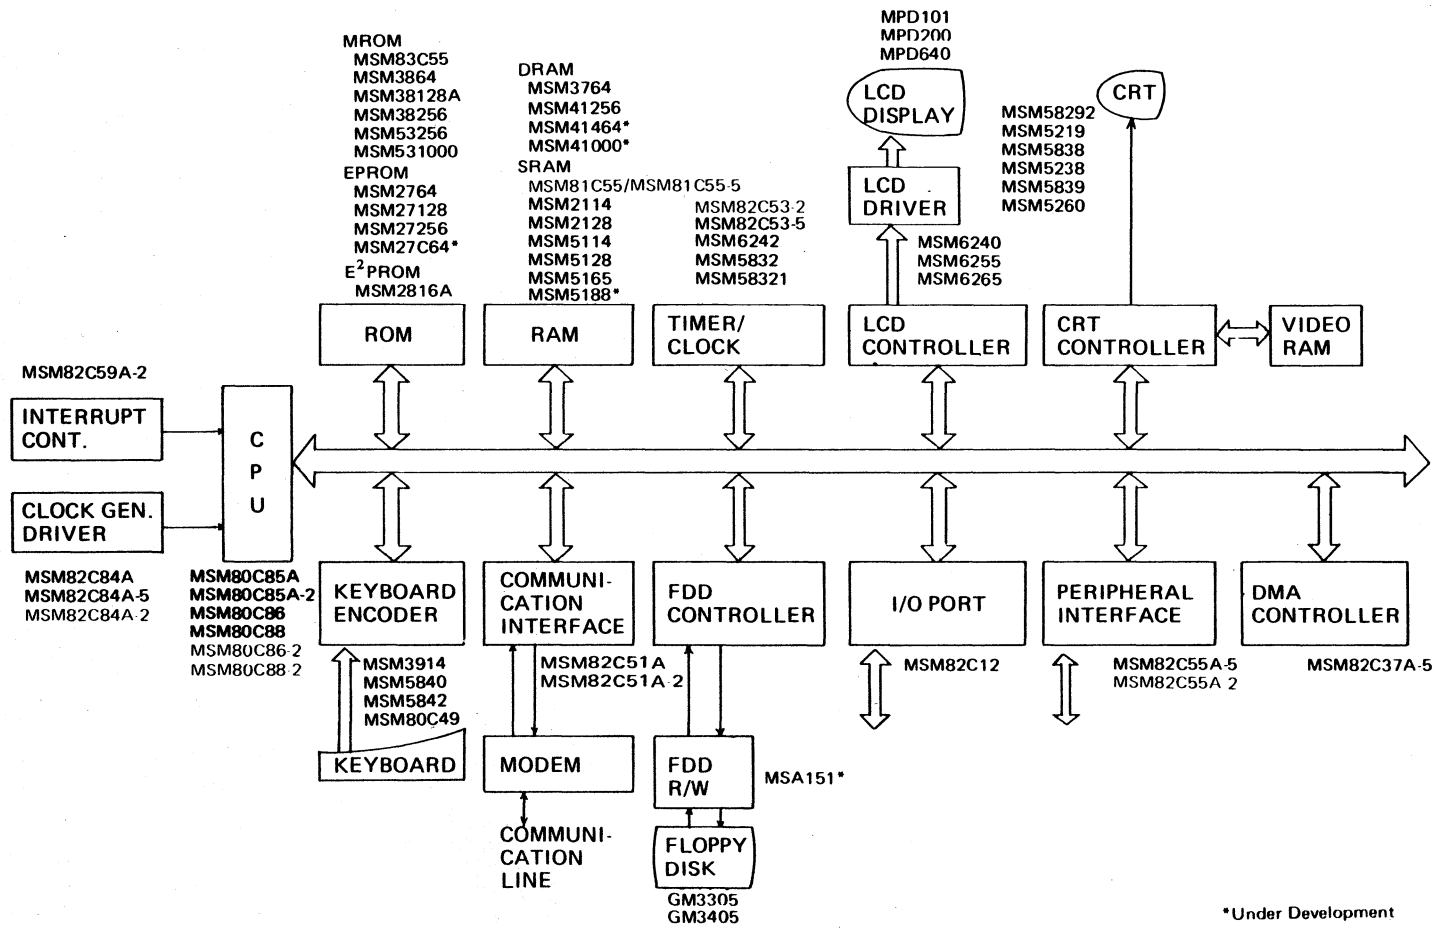 MROM
MSM83C55
MSM3864
MSM38128A
MSM38256
MSM53256
MSM531000
EPROM
MSM2764
MSM27128
MSM27256
MSM27C64*
E²PROM
MSM2816A
ROM
DRAM
MSM3764
MSM41256
MSM41464*
MSM41000*
SRAM
MSM81C55/MSM81C55-5
MSM2114
MSM2128
MSM5114
MSM5128
MSM5165
MSM5188*
RAM
MSM82C53-2
MSM82C53-5
MSM6242
MSM5832
MSM58321
TIMER/
CLOCK
MPD101
MPD200
MPD640
LCD
DISPLAY
LCD
DRIVER
MSM6240
MSM6255
MSM6265
LCD
CONTROLLER
MSM58292
MSM5219
MSM5838
MSM5238
MSM5839
MSM5260
CRT
CRT
CONTROLLER
VIDEO
RAM
MSM82C59A-2
INTERRUPT
CONT.
CLOCK GEN.
DRIVER
MSM82C84A
MSM82C84A-5
MSM82C84A-2
C
P
U
MSM80C85A
MSM80C85A-2
MSM80C86
MSM80C88
MSM80C86-2
MSM80C88-2
KEYBOARD
ENCODER
MSM3914
MSM5840
MSM5842
MSM80C49
KEYBOARD
COMMUNI-
CATION
INTERFACE
MSM82C51A
MSM82C51A-2
MODEM
COMMUNI-
CATION
LINE
FDD
CONTROLLER
FDD
R/W
MSA151*
FLOPPY
DISK
GM3305
GM3405
I/O PORT
MSM82C12
PERIPHERAL
INTERFACE
MSM82C55A-5
MSM82C55A-2
DMA
CONTROLLER
MSM82C37A-5
*Under Development